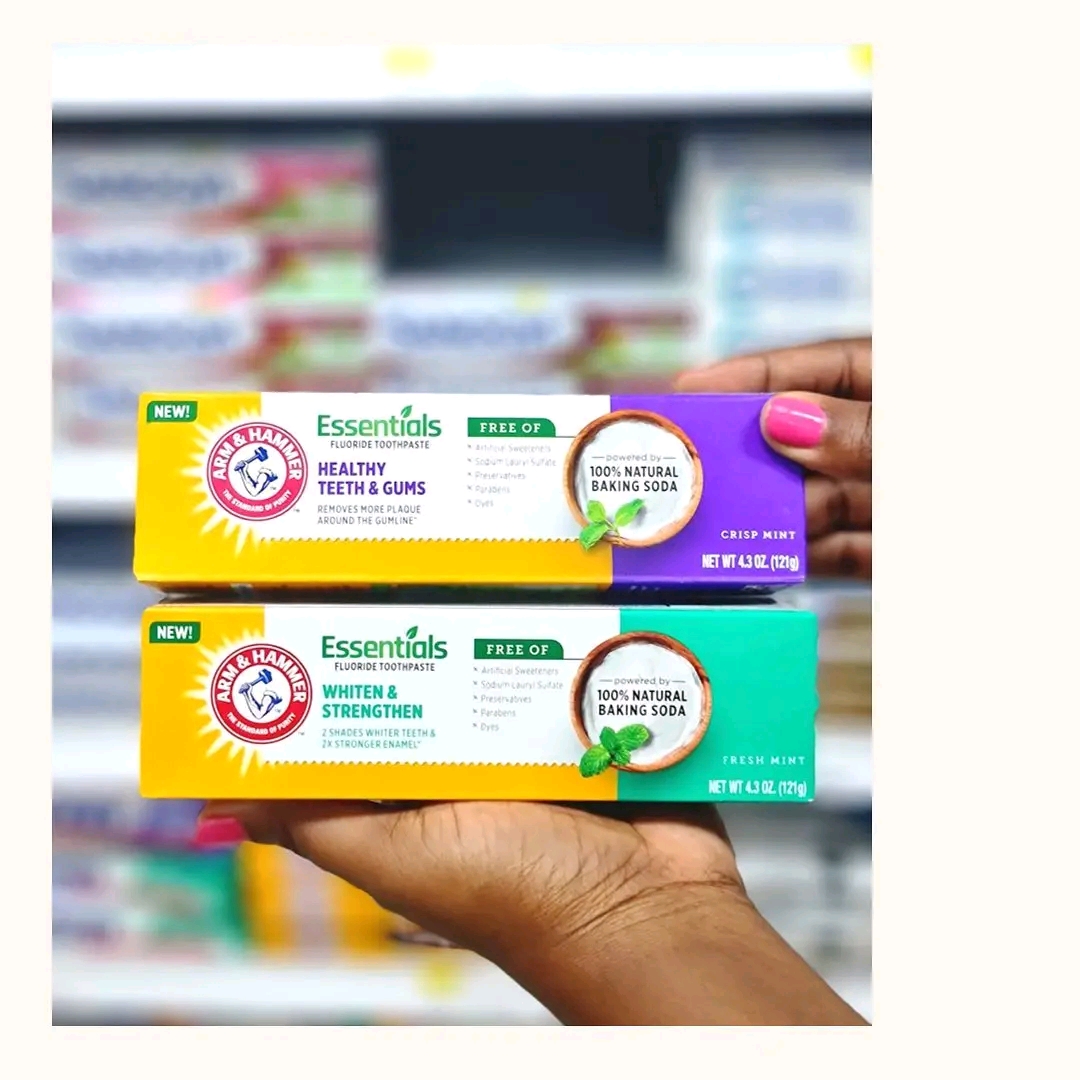 NEW!
ARM & HAMMER
THE STANDARD OF PURITY
Essentials
FLUORIDE TOOTHPASTE
HEALTHY
TEETH & GUMS
REMOVES MORE PLAQUE
AROUND THE GUMLINE*
FREE OF
Artificial Sweeteners
Sodium Lauryl Sulfate
Preservatives
Parabens
Dyes
powered by
100% NATURAL
BAKING SODA
CRISP MINT
NET WT 4.3 OZ. (121g)
NEW!
ARM & HAMMER
THE STANDARD OF PURITY
Essentials
FLUORIDE TOOTHPASTE
WHITEN &
STRENGTHEN
2 SHADES WHITER TEETH &
2X STRONGER ENAMEL*
FREE OF
Artificial Sweeteners
Sodium Lauryl Sulfate
Preservatives
Parabens
Dyes
powered by
100% NATURAL
BAKING SODA
FRESH MINT
NET WT 4.3 OZ. (121g)